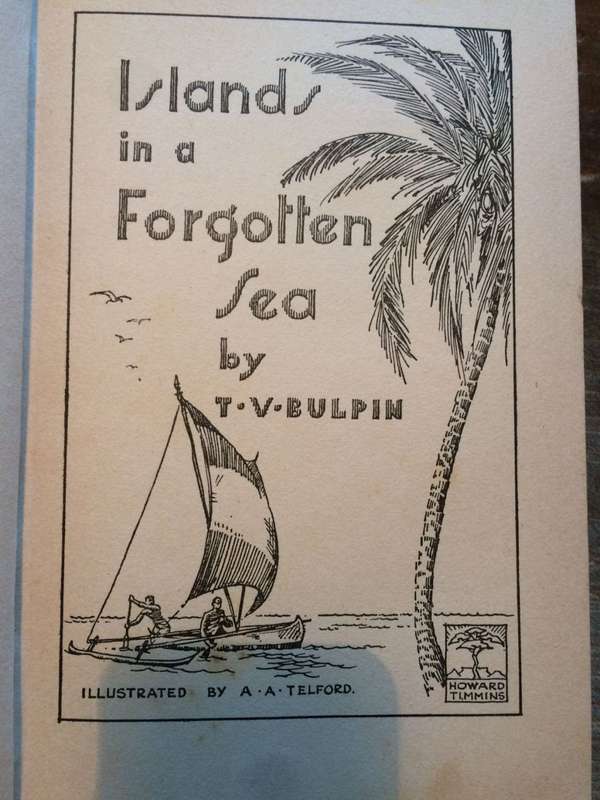 Islands
in a
Forgotten
Sea
by
T·V·BULPIN
ILLUSTRATED BY A·A·TELFORD.
HOWARD
TIMMINS